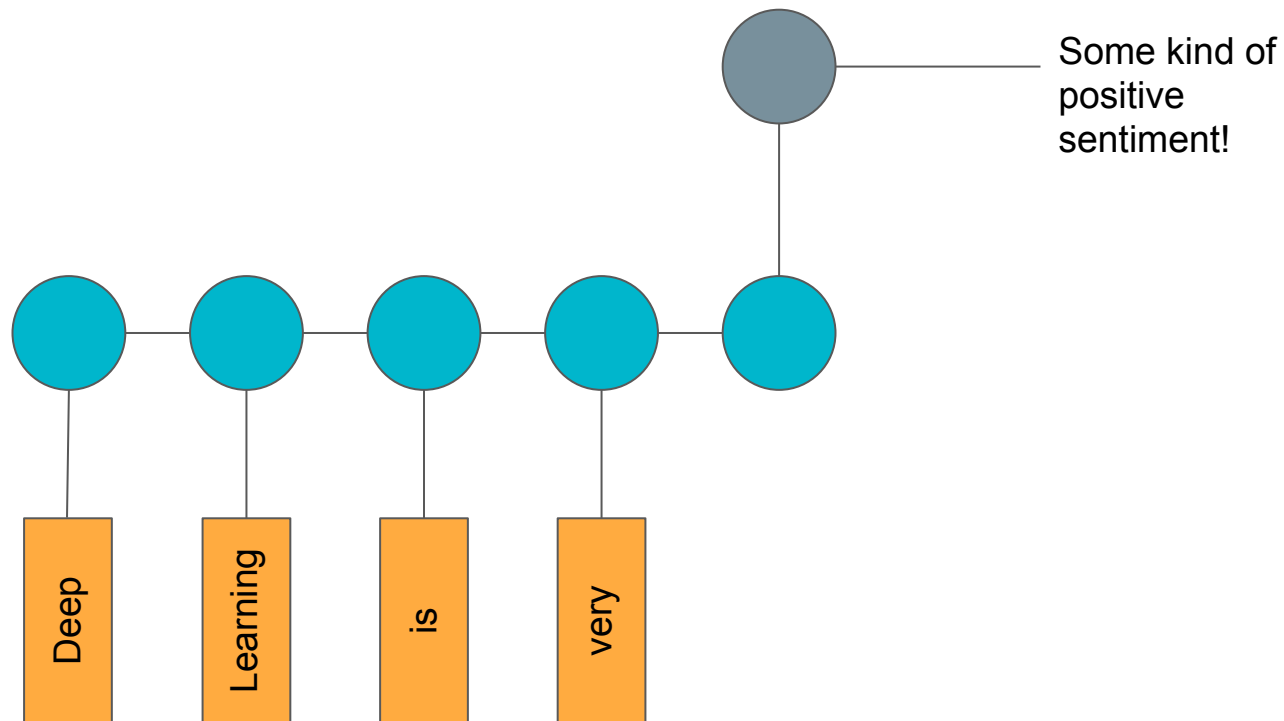 Some kind of
positive
sentiment!
Deep
Learning
is
very